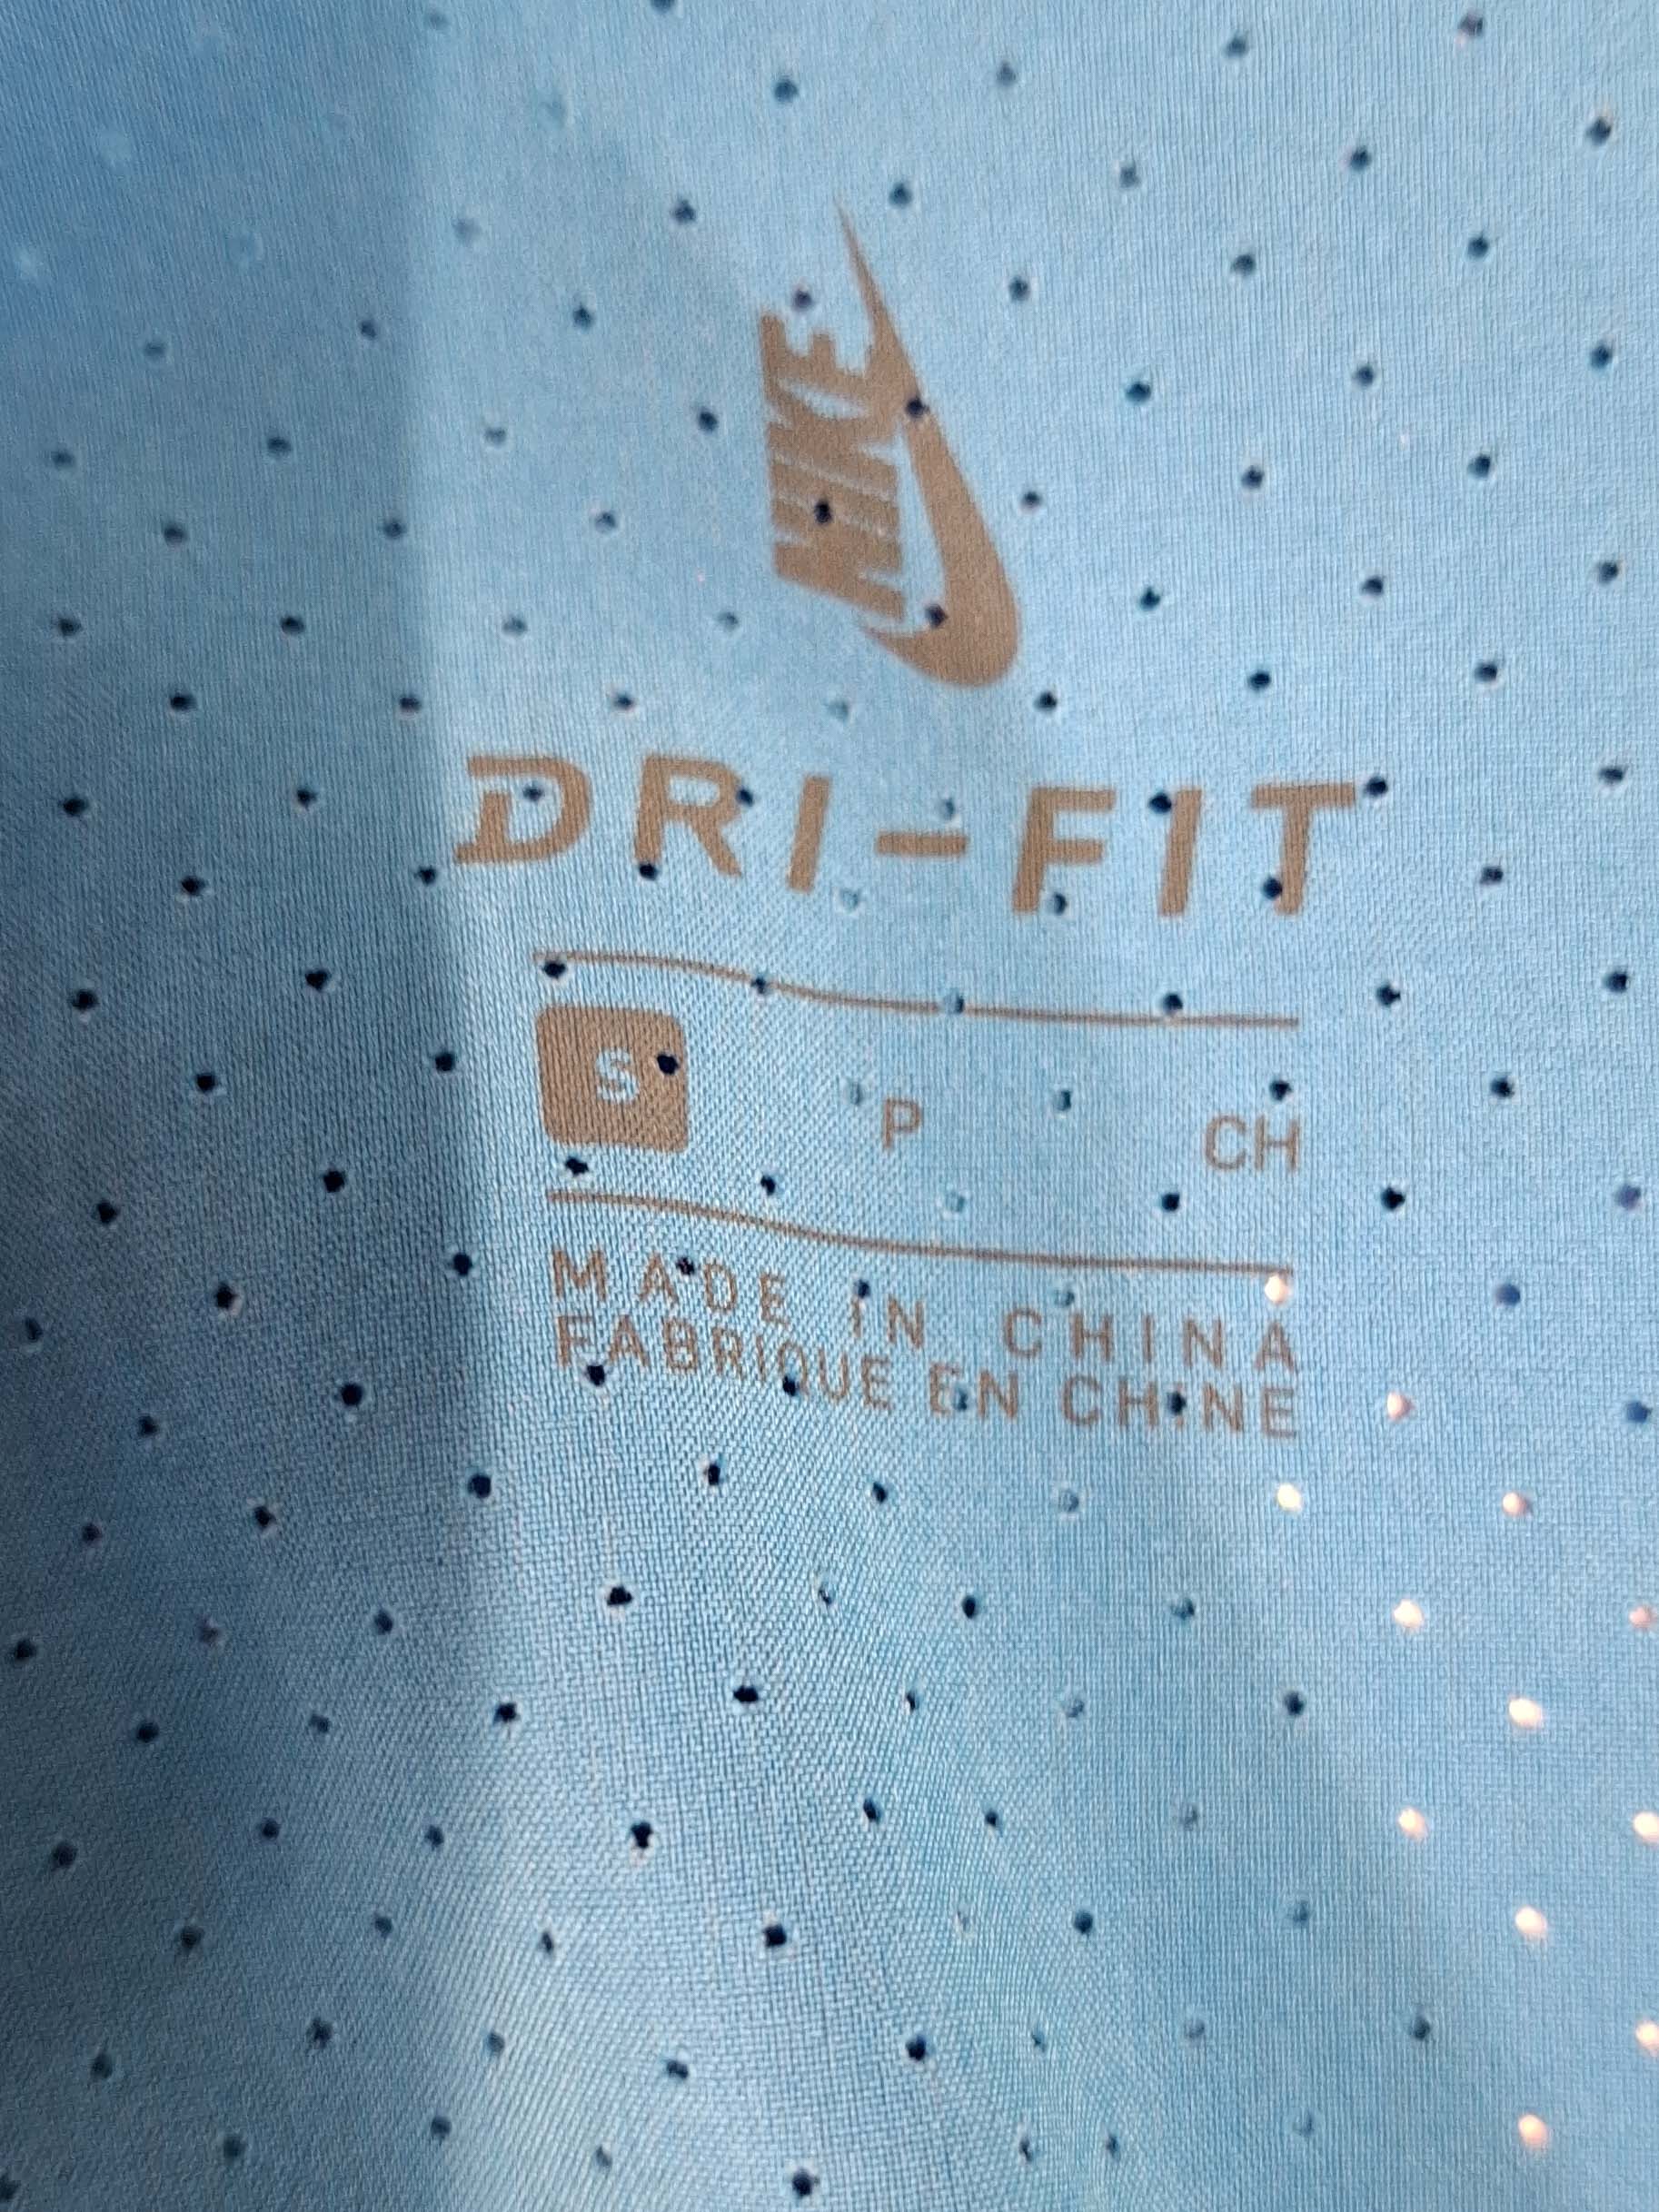 NIKE
DRI-FIT
S P CH
MADE IN CHINA
FABRIQUE EN CHINE